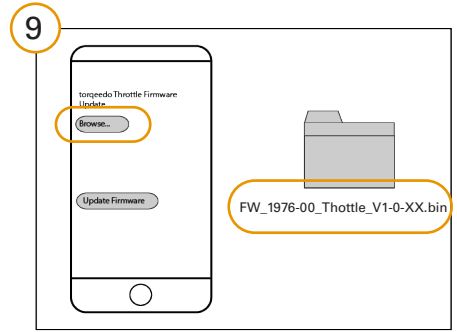 9
torqeedo Throttle Firmware
Update
Browse...
Update Firmware
FW_1976-00_Thottle_V1-0-XX.bin